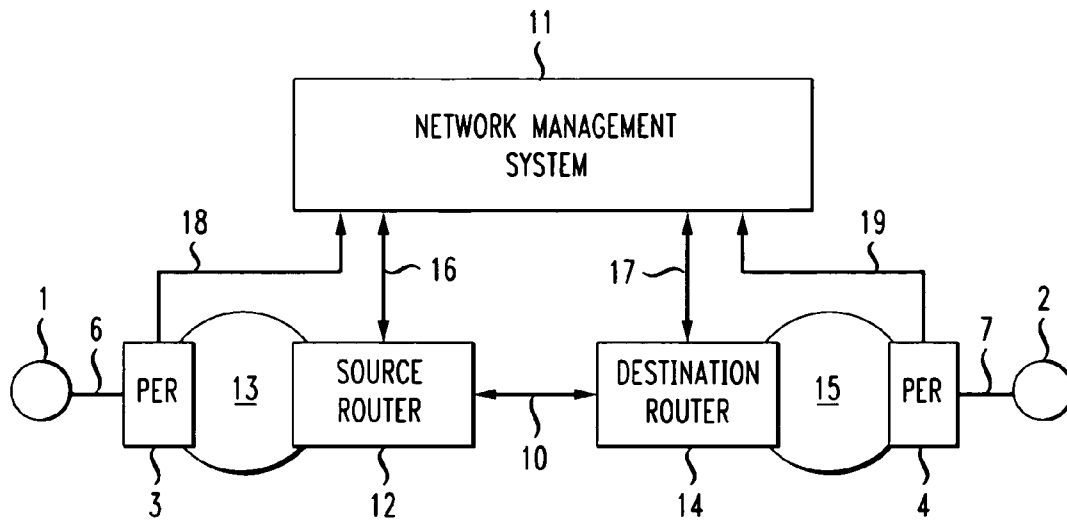 11
NETWORK MANAGEMENT
SYSTEM
18
16
17
19
1
6
2
7
PER
13
SOURCE
ROUTER
DESTINATION
ROUTER
15
PER
3
12
10
14
4